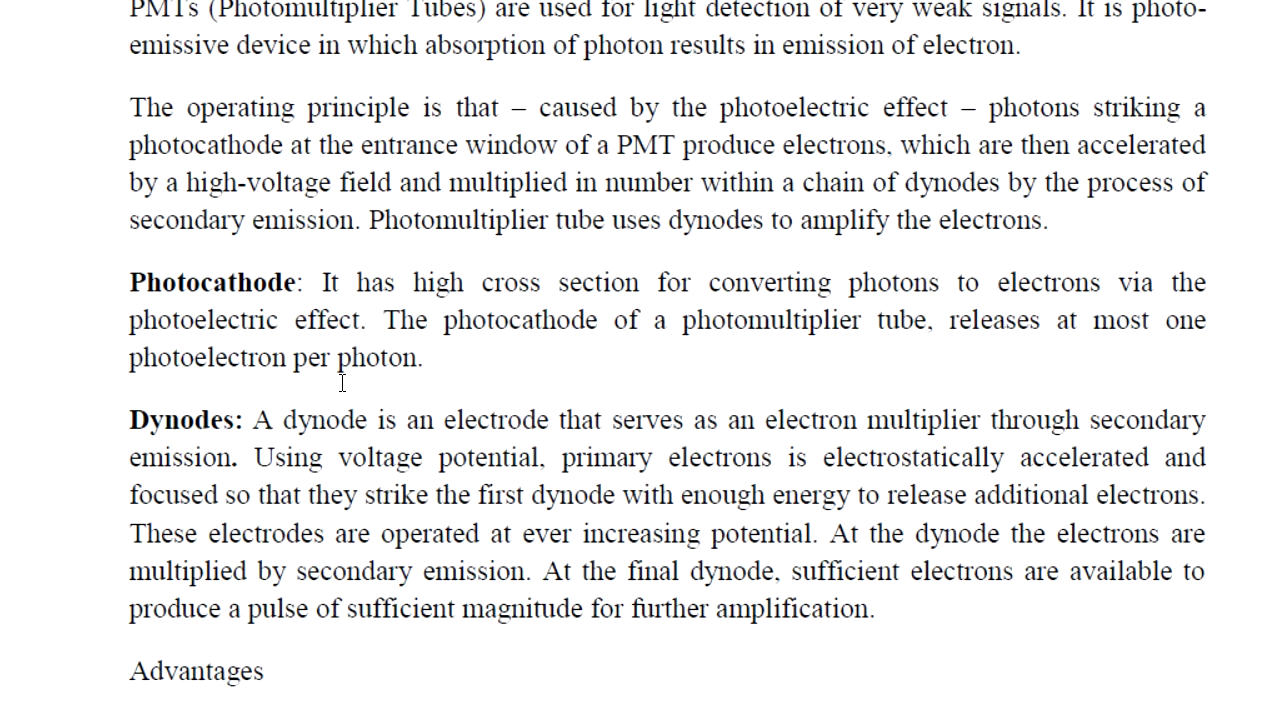 PMTs (Photomultiplier Tubes) are used for light detection of very weak signals. It is photo-
emissive device in which absorption of photon results in emission of electron.
The operating principle is that – caused by the photoelectric effect – photons striking a
photocathode at the entrance window of a PMT produce electrons, which are then accelerated
by a high-voltage field and multiplied in number within a chain of dynodes by the process of
secondary emission. Photomultiplier tube uses dynodes to amplify the electrons.
Photocathode: It has high cross section for converting photons to electrons via the
photoelectric effect. The photocathode of a photomultiplier tube, releases at most one
photoelectron per photon.
Dynodes: A dynode is an electrode that serves as an electron multiplier through secondary
emission. Using voltage potential, primary electrons is electrostatically accelerated and
focused so that they strike the first dynode with enough energy to release additional electrons.
These electrodes are operated at ever increasing potential. At the dynode the electrons are
multiplied by secondary emission. At the final dynode, sufficient electrons are available to
produce a pulse of sufficient magnitude for further amplification.
Advantages